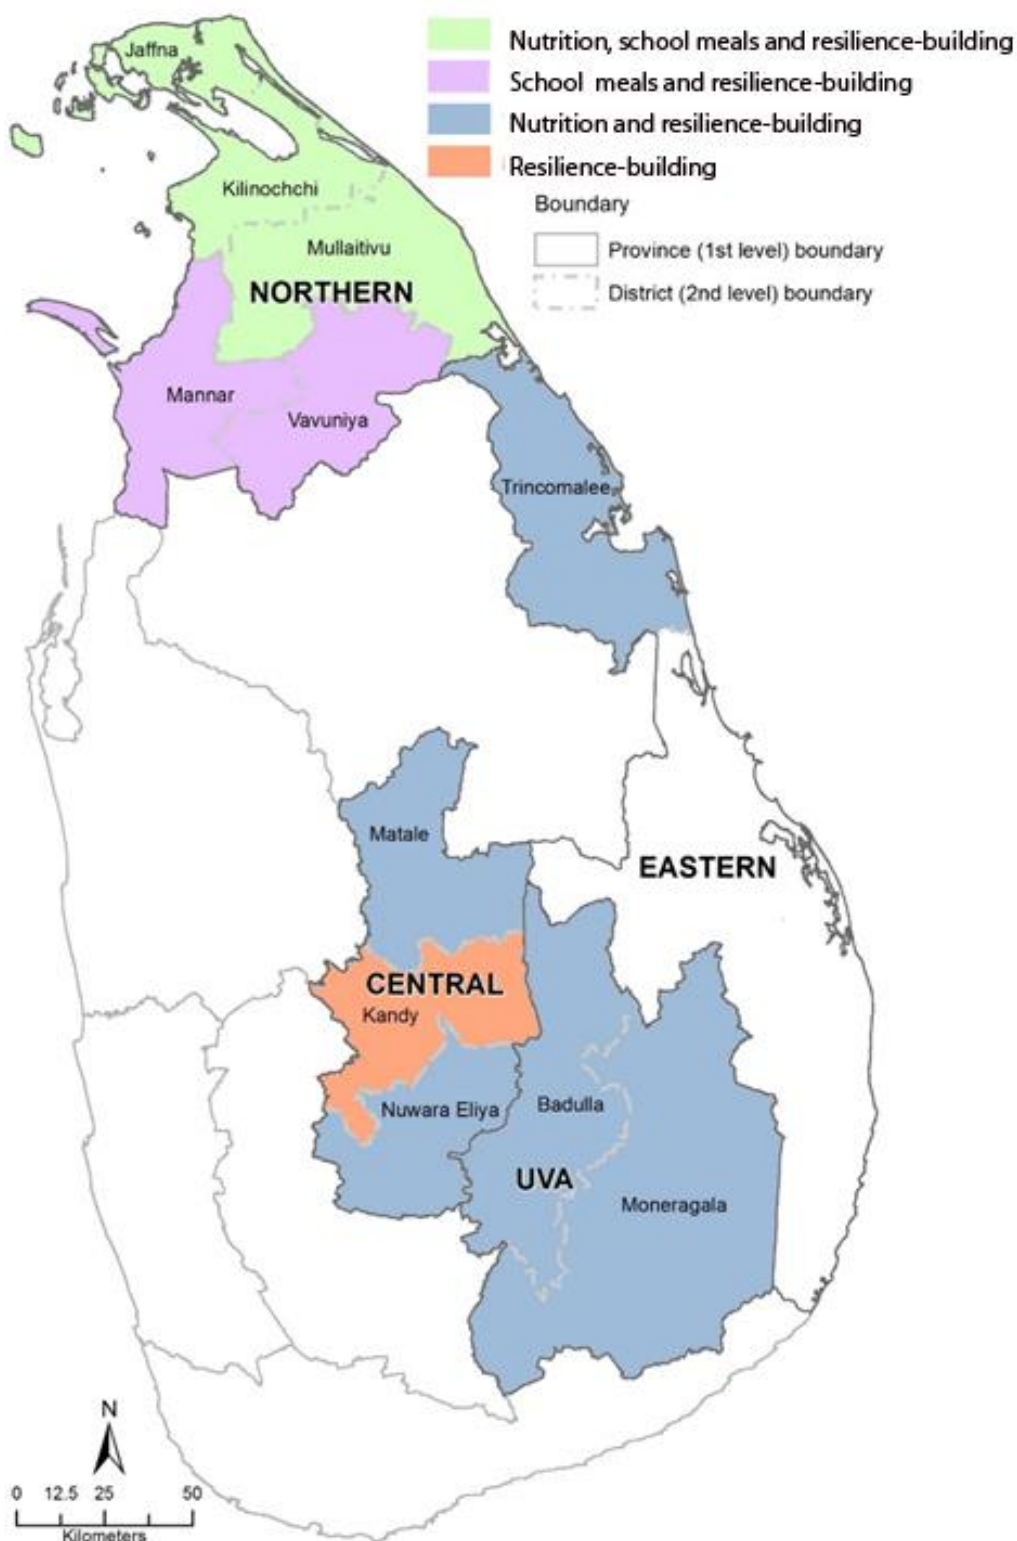 Jaffna
Nutrition, school meals and resilience-building
School meals and resilience-building
Nutrition and resilience-building
Resilience-building
Boundary
Province (1st level) boundary
District (2nd level) boundary
Kilinochchi
Mullaitivu
NORTHERN
Mannar
Vavuniya
Trincomalee
Matale
EASTERN
CENTRAL
Kandy
Nuwara Eliya
Badulla
UVA
Moneragala
N
0 12.5 25 50
Kilometers